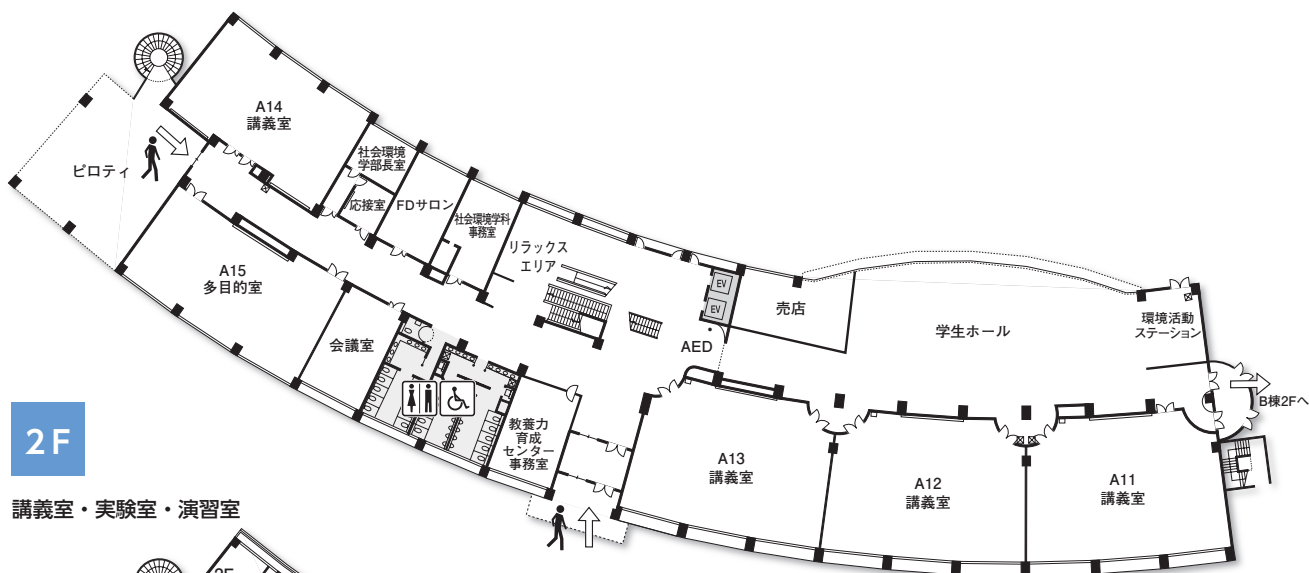 A14
講義室
ピロティ
社会環境
学部長室
応接室
FDサロン
社会環境学科
事務室
リラックス
エリア
A15
多目的室
会議室
EV
EV
売店
学生ホール
環境活動
ステーション
AED
B棟2Fへ
教養力
育成
センター
事務室
A13
講義室
A12
講義室
A11
講義室
2F
講義室・実験室・演習室